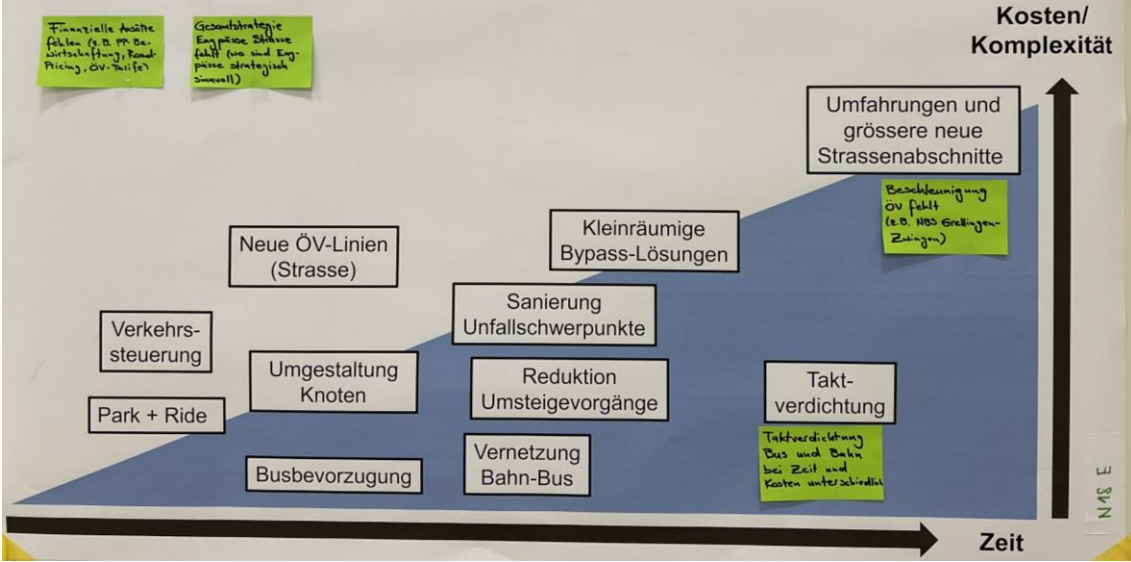 Finanzielle Ansätze
fehlen (z.B. PP-Be-
wirtschaftung, Road-
Pricing, ÖV-Tarife)
Gesamtstrategie
Engpässe Strasse
fehlt (wo sind Eng-
pässe strategisch
sinnvoll)
Kosten/
Komplexität
Umfahrungen und
grössere neue
Strassenabschnitte
Beschleunigung
ÖV fehlt
(z.B. NBS Grellingen-
Zwingen)
Kleinräumige
Bypass-Lösungen
Neue ÖV-Linien
(Strasse)
Sanierung
Unfallschwerpunkte
Verkehrs-
steuerung
Umgestaltung
Knoten
Reduktion
Umsteigevorgänge
Takt-
verdichtung
Park + Ride
Taktverdichtung
Bus und Bahn
bei Zeit und
Kosten unterschiedlich
Vernetzung
Bahn-Bus
Busbevorzugung
Zeit